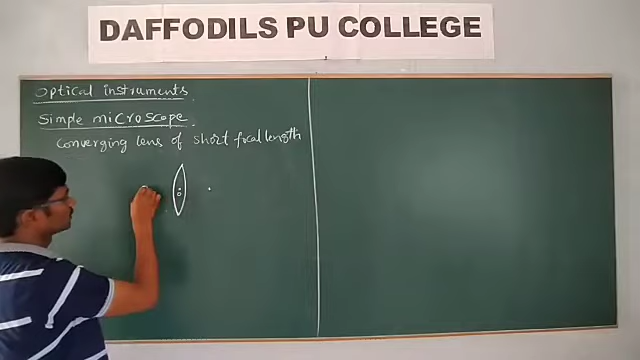 DAFFODILS PU COLLEGE
Optical instruments
Simple microscope
Converging lens of short focal length
O